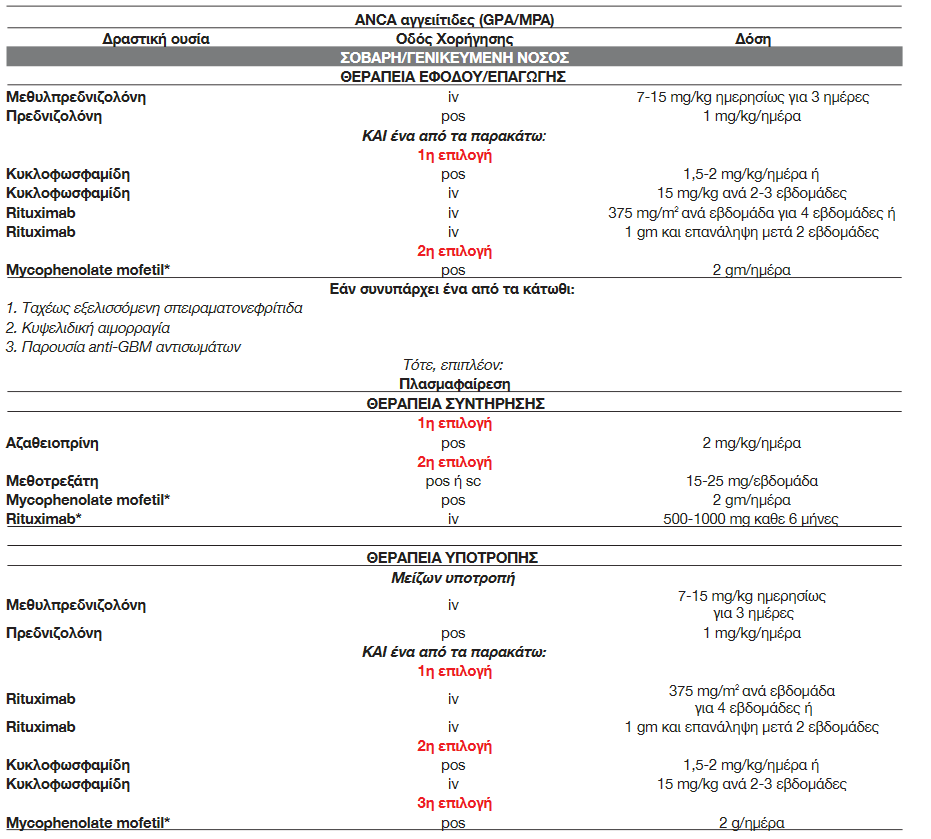 ANCA αγγειίτιδες (GPA/MPA)
Δραστική ουσία Οδός Χορήγησης Δόση
ΣΟΒΑΡΗ/ΓΕΝΙΚΕΥΜΕΝΗ ΝΟΣΟΣ
ΘΕΡΑΠΕΙΑ ΕΦΟΔΟΥ/ΕΠΑΓΩΓΗΣ
Μεθυλπρεδνιζολόνη iv 7-15 mg/kg ημερησίως για 3 ημέρες
Πρεδνιζολόνη pos 1 mg/kg/ημέρα
ΚΑΙ ένα από τα παρακάτω:
1η επιλογή
Κυκλοφωσφαμίδη pos 1,5-2 mg/kg/ημέρα ή
Κυκλοφωσφαμίδη iv 15 mg/kg ανά 2-3 εβδομάδες
Rituximab iv 375 mg/m² ανά εβδομάδα για 4 εβδομάδες ή
Rituximab iv 1 gm και επανάληψη μετά 2 εβδομάδες
2η επιλογή
Mycophenolate mofetil* pos 2 gm/ημέρα
Εάν συνυπάρχει ένα από τα κάτωθι:
1. Ταχέως εξελισσόμενη σπειραματονεφρίτιδα
2. Κυψελιδική αιμορραγία
3. Παρουσία anti-GBM αντισωμάτων
Τότε, επιπλέον:
Πλασμαφαίρεση
ΘΕΡΑΠΕΙΑ ΣΥΝΤΗΡΗΣΗΣ
1η επιλογή
Αζαθειοπρίνη pos 2 mg/kg/ημέρα
2η επιλογή
Μεθοτρεξάτη pos ή sc 15-25 mg/εβδομάδα
Mycophenolate mofetil* pos 2 gm/ημέρα
Rituximab* iv 500-1000 mg καθε 6 μήνες
ΘΕΡΑΠΕΙΑ ΥΠΟΤΡΟΠΗΣ
Μείζων υποτροπή
Μεθυλπρεδνιζολόνη iv 7-15 mg/kg ημερησίως
για 3 ημέρες
Πρεδνιζολόνη pos 1 mg/kg/ημέρα
ΚΑΙ ένα από τα παρακάτω:
1η επιλογή
Rituximab iv 375 mg/m² ανά εβδομάδα
για 4 εβδομάδες ή
Rituximab iv 1 gm και επανάληψη μετά 2 εβδομάδες
2η επιλογή
Κυκλοφωσφαμίδη pos 1,5-2 mg/kg/ημέρα ή
Κυκλοφωσφαμίδη iv 15 mg/kg ανά 2-3 εβδομάδες
3η επιλογή
Mycophenolate mofetil* pos 2 g/ημέρα